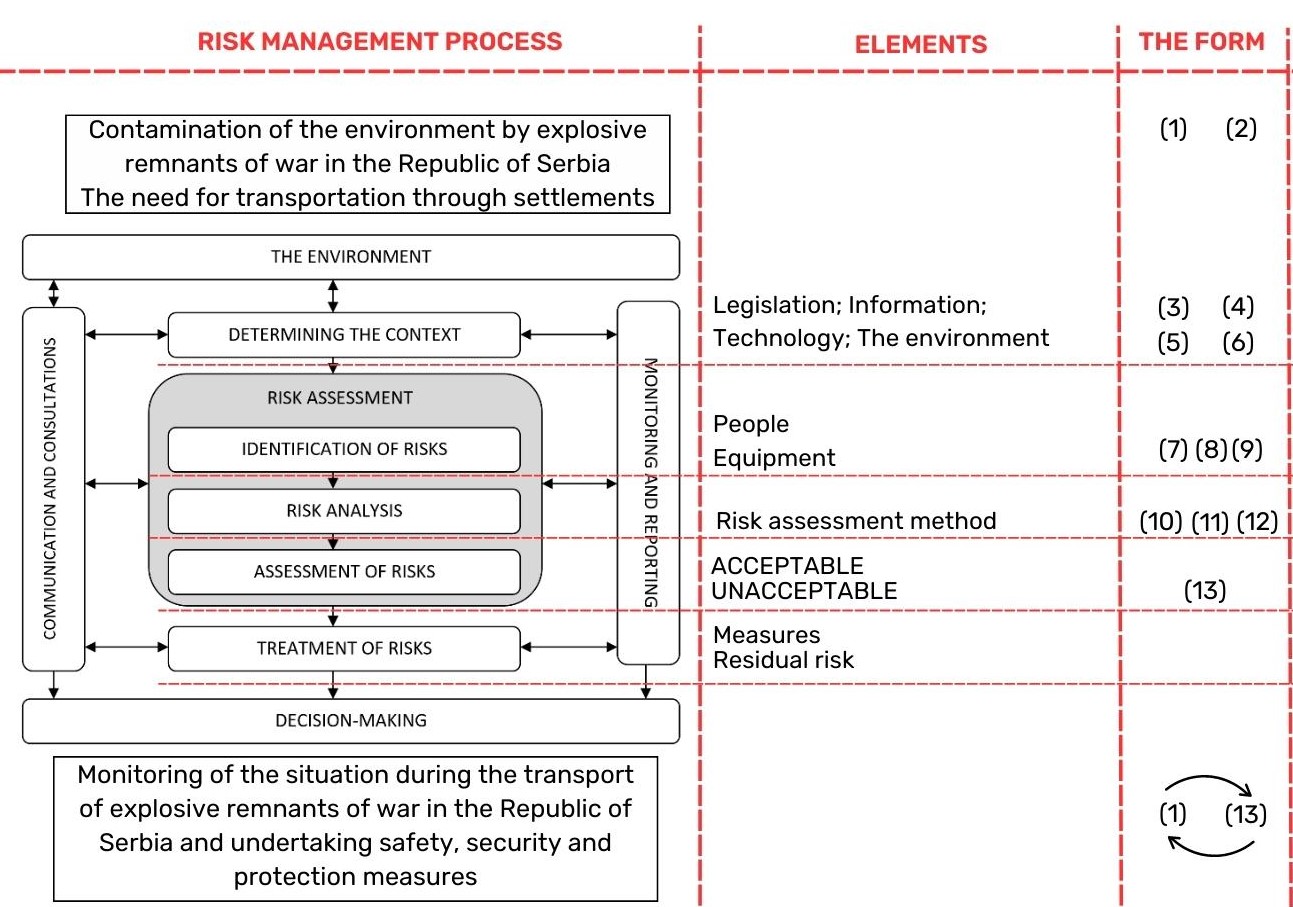 RISK MANAGEMENT PROCESS
ELEMENTS
THE FORM
Contamination of the environment by explosive
remnants of war in the Republic of Serbia
The need for transportation through settlements
(1) (2)
THE ENVIRONMENT
COMMUNICATION AND CONSULTATIONS
DETERMINING THE CONTEXT
MONITORING AND REPORTING
Legislation; Information;
Technology; The environment
(3) (4)
(5) (6)
RISK ASSESSMENT
IDENTIFICATION OF RISKS
People
Equipment
(7) (8) (9)
RISK ANALYSIS
Risk assessment method
(10) (11) (12)
ASSESSMENT OF RISKS
ACCEPTABLE
UNACCEPTABLE
(13)
TREATMENT OF RISKS
Measures
Residual risk
DECISION-MAKING
Monitoring of the situation during the transport
of explosive remnants of war in the Republic of
Serbia and undertaking safety, security and
protection measures
(1) (13)